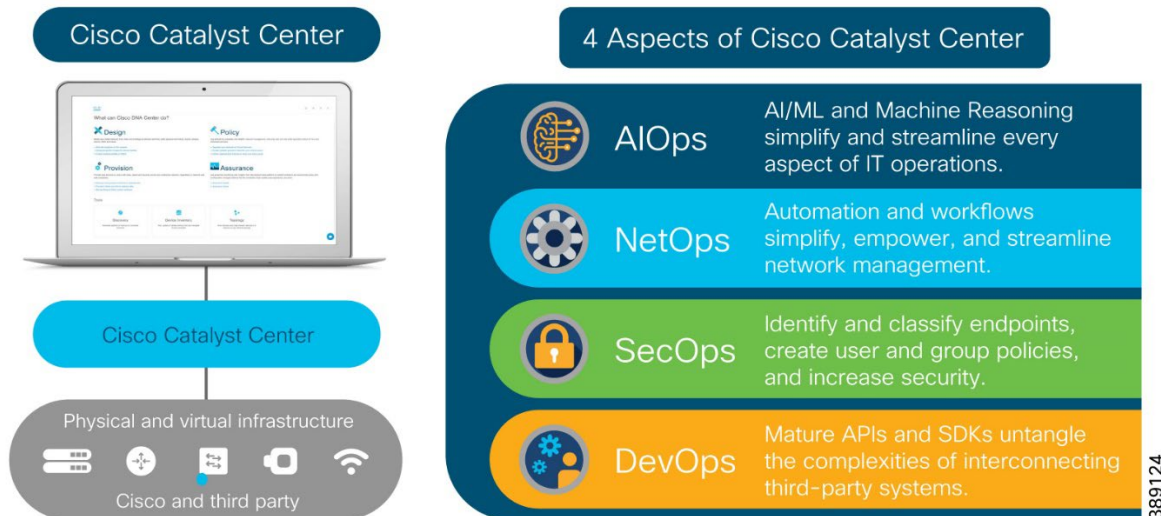 Cisco Catalyst Center
What can Cisco DNA Center do?
Design
Policy
Provision
Assurance
Tools
Cisco Catalyst Center
Physical and virtual infrastructure
Cisco and third party
4 Aspects of Cisco Catalyst Center
AIOps
AI/ML and Machine Reasoning
simplify and streamline every
aspect of IT operations.
NetOps
Automation and workflows
simplify, empower, and streamline
network management.
SecOps
Identify and classify endpoints,
create user and group policies,
and increase security.
DevOps
Mature APIs and SDKs untangle
the complexities of interconnecting
third-party systems.
389124